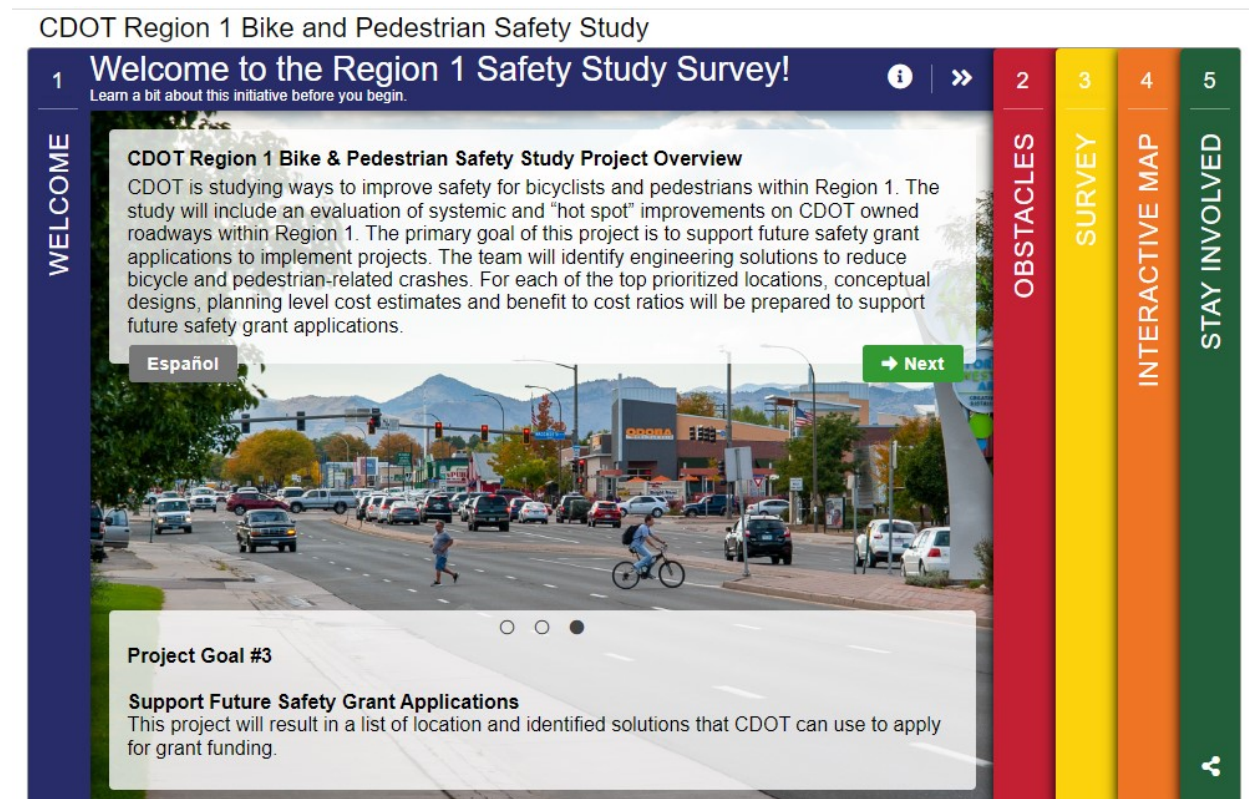 CDOT Region 1 Bike and Pedestrian Safety Study
1
Welcome to the Region 1 Safety Study Survey!
Learn a bit about this initiative before you begin.
WELCOME
CDOT Region 1 Bike & Pedestrian Safety Study Project Overview
CDOT is studying ways to improve safety for bicyclists and pedestrians within Region 1. The
study will include an evaluation of systemic and “hot spot” improvements on CDOT owned
roadways within Region 1. The primary goal of this project is to support future safety grant
applications to implement projects. The team will identify engineering solutions to reduce
bicycle and pedestrian-related crashes. For each of the top prioritized locations, conceptual
designs, planning level cost estimates and benefit to cost ratios will be prepared to support
future safety grant applications.
Español
Next
QDOBA
Project Goal #3
Support Future Safety Grant Applications
This project will result in a list of location and identified solutions that CDOT can use to apply
for grant funding.
2
OBSTACLES
3
SURVEY
4
INTERACTIVE MAP
5
STAY INVOLVED